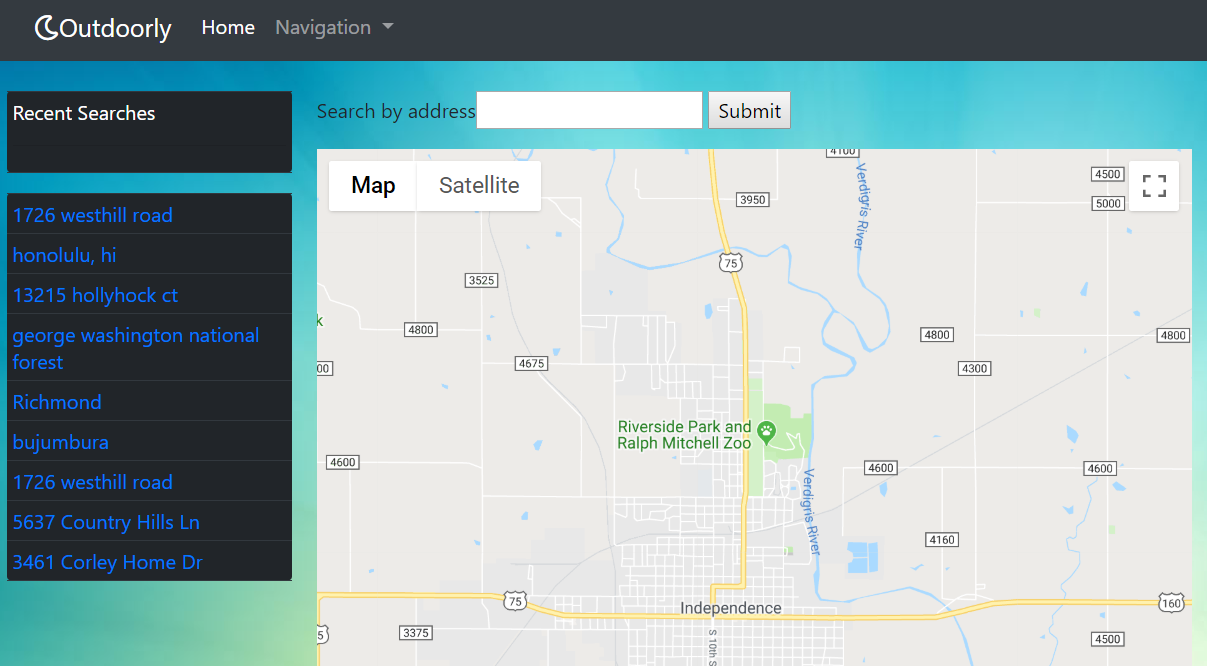 Outdoorly Home Navigation
Recent Searches
1726 westhill road
honolulu, hi
13215 hollyhock ct
george washington national
forest
Richmond
bujumbura
1726 westhill road
5637 Country Hills Ln
3461 Corley Home Dr
Search by address Submit
Map Satellite
4100
4500
3950
5000
Verdigris River
75
3525
4800
4800
4800
4675
4300
Riverside Park and
Ralph Mitchell Zoo
4600
4600
4600
Verdigris River
4160
75
Independence
160
3375
S 10th S
4500